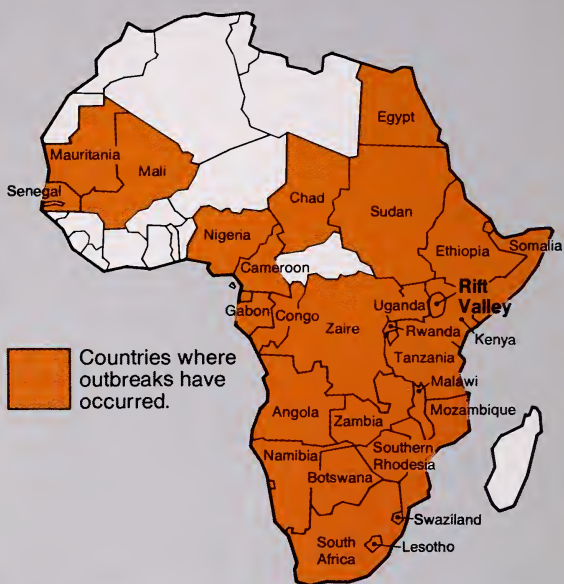 Egypt
Mauritania
Mali
Senegal
Chad
Sudan
Nigeria
Ethiopia
Somalia
Cameroon
Rift
Valley
Uganda
Gabon
Congo
Zaire
Rwanda
Kenya
Tanzania
Countries where
outbreaks have
occurred.
Malawi
Angola
Zambia
Mozambique
Southern
Rhodesia
Namibia
Botswana
Swaziland
South
Africa
Lesotho